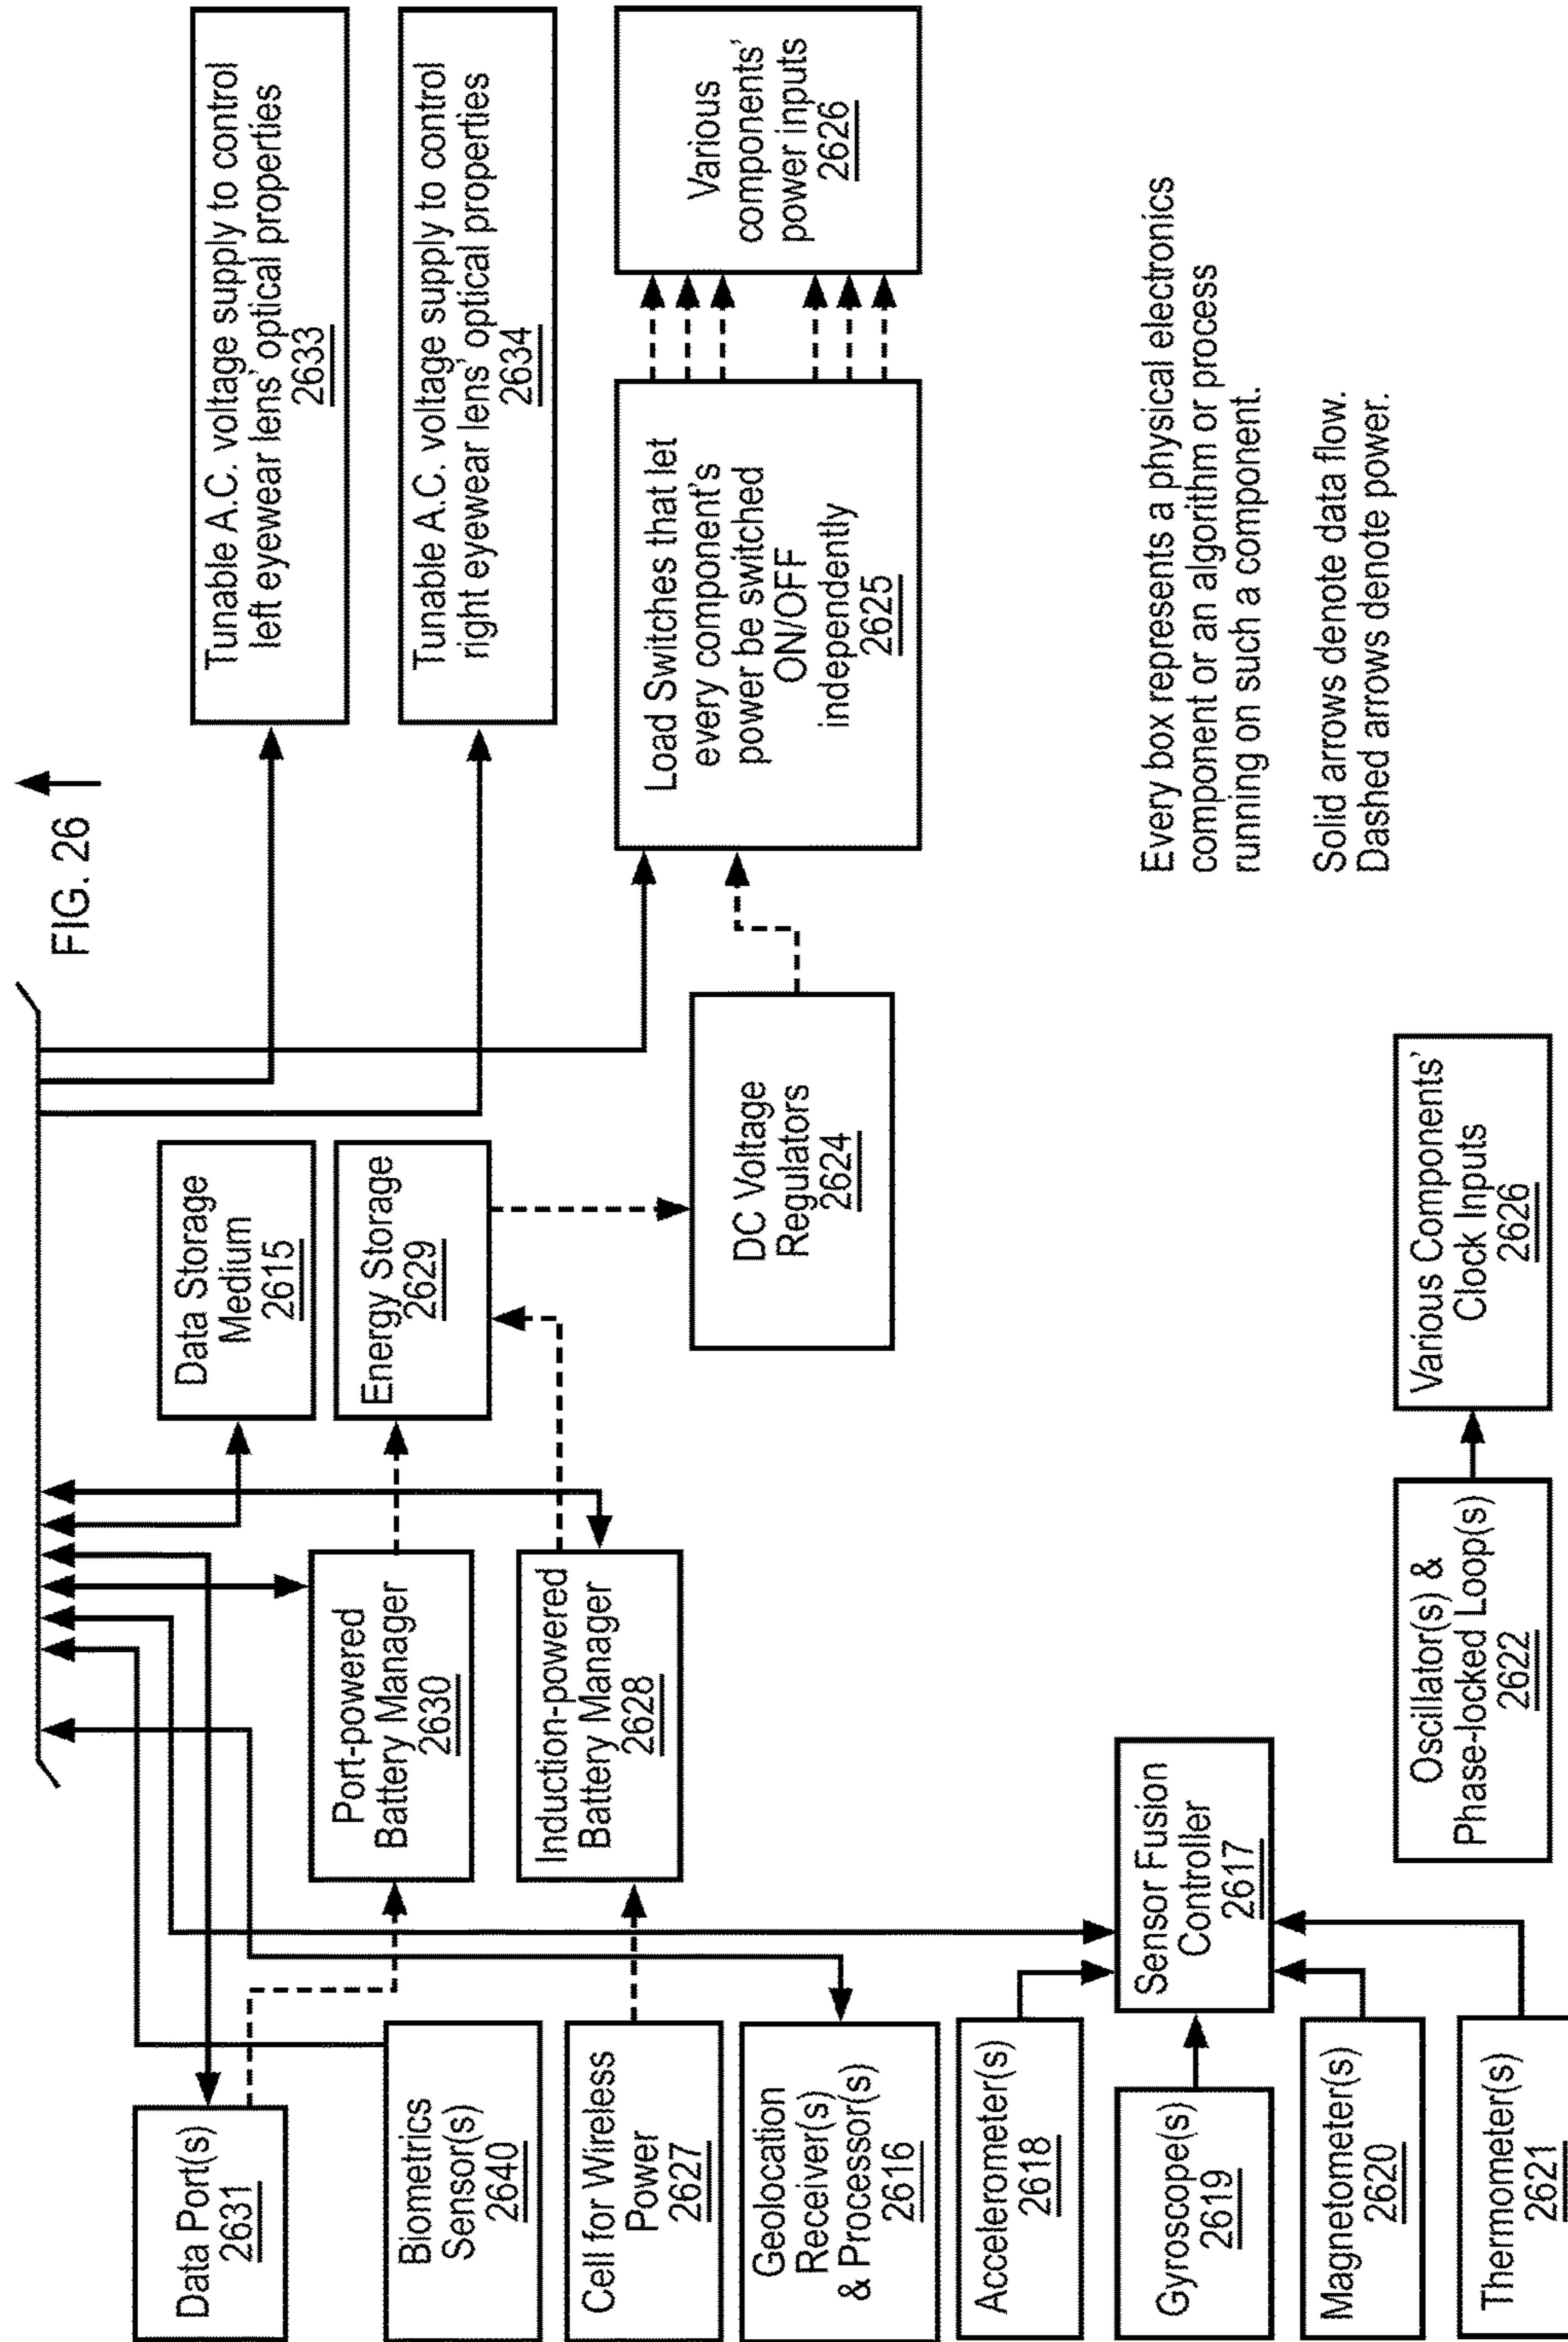 FIG. 26
Data Port(s)
2631
Biometrics
Sensor(s)
2640
Cell for Wireless
Power
2627
Geolocation
Receiver(s)
& Processor(s)
2616
Accelerometer(s)
2618
Gyroscope(s)
2619
Magnetometer(s)
2620
Thermometer(s)
2621
Port-powered
Battery Manager
2630
Induction-powered
Battery Manager
2628
Sensor Fusion
Controller
2617
Oscillator(s) &
Phase-locked Loop(s)
2622
Data Storage
Medium
2615
Energy Storage
2629
DC Voltage
Regulators
2624
Various Components'
Clock Inputs
2626
Tunable A.C. voltage supply to control
left eyewear lens' optical properties
2633
Tunable A.C. voltage supply to control
right eyewear lens' optical properties
2634
Load Switches that let
every component's
power be switched
ON/OFF
independently
2625
Various
components'
power inputs
2626
Every box represents a physical electronics
component or an algorithm or process
running on such a component.
Solid arrows denote data flow.
Dashed arrows denote power.